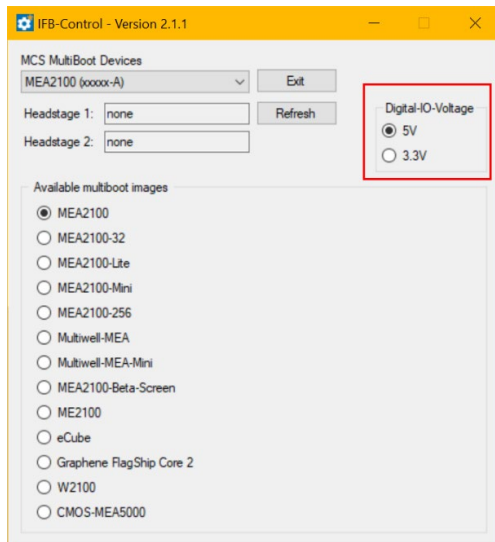 IFB-Control - Version 2.1.1
MCS MultiBoot Devices
MEA2100 (xxxxx-A)
Exit
Headstage 1: none
Refresh
Headstage 2: none
Digital-IO-Voltage
5V
3.3V
Available multiboot images
MEA2100
MEA2100-32
MEA2100-Lite
MEA2100-Mini
MEA2100-256
Multiwell-MEA
Multiwell-MEA-Mini
MEA2100-Beta-Screen
ME2100
eCube
Graphene FlagShip Core 2
W2100
CMOS-MEA5000